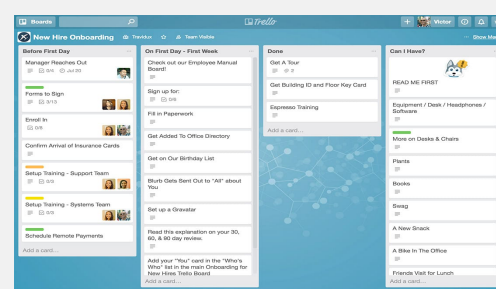 Boards
Trello
Victor
New Hire Onboarding
Travidux
Team Visible
Show Me
Before First Day
Manager Reaches Out
0/4
Jul 20
Forms to Sign
3/13
Enroll In
0/8
Confirm Arrival of Insurance Cards
Setup Training - Support Team
0/3
Setup Training - Systems Team
0/8
Schedule Remote Payments
Add a card...
On First Day - First Week
Check out our Employee Manual
Board!
Sign up for:
0/6
Fill in Paperwork
Get Added To Office Directory
Get on Our Birthday List
Blurb Gets Sent Out to "All" about
You
Set up a Gravatar
Read this explanation on your 30,
60, & 90 day review.
Add your "You" card in the "Who's
Who" list in the main Onboarding for
New Hires Trello Board
Add a card...
Done
Get A Tour
2
Get Building ID and Floor Key Card
Espresso Training
Add a card...
Can I Have?
READ ME FIRST
Equipment / Desk / Headphones /
Software
More on Desks & Chairs
Plants
Books
Swag
A New Snack
A Bike In The Office
Friends Visit for Lunch
Add a card...